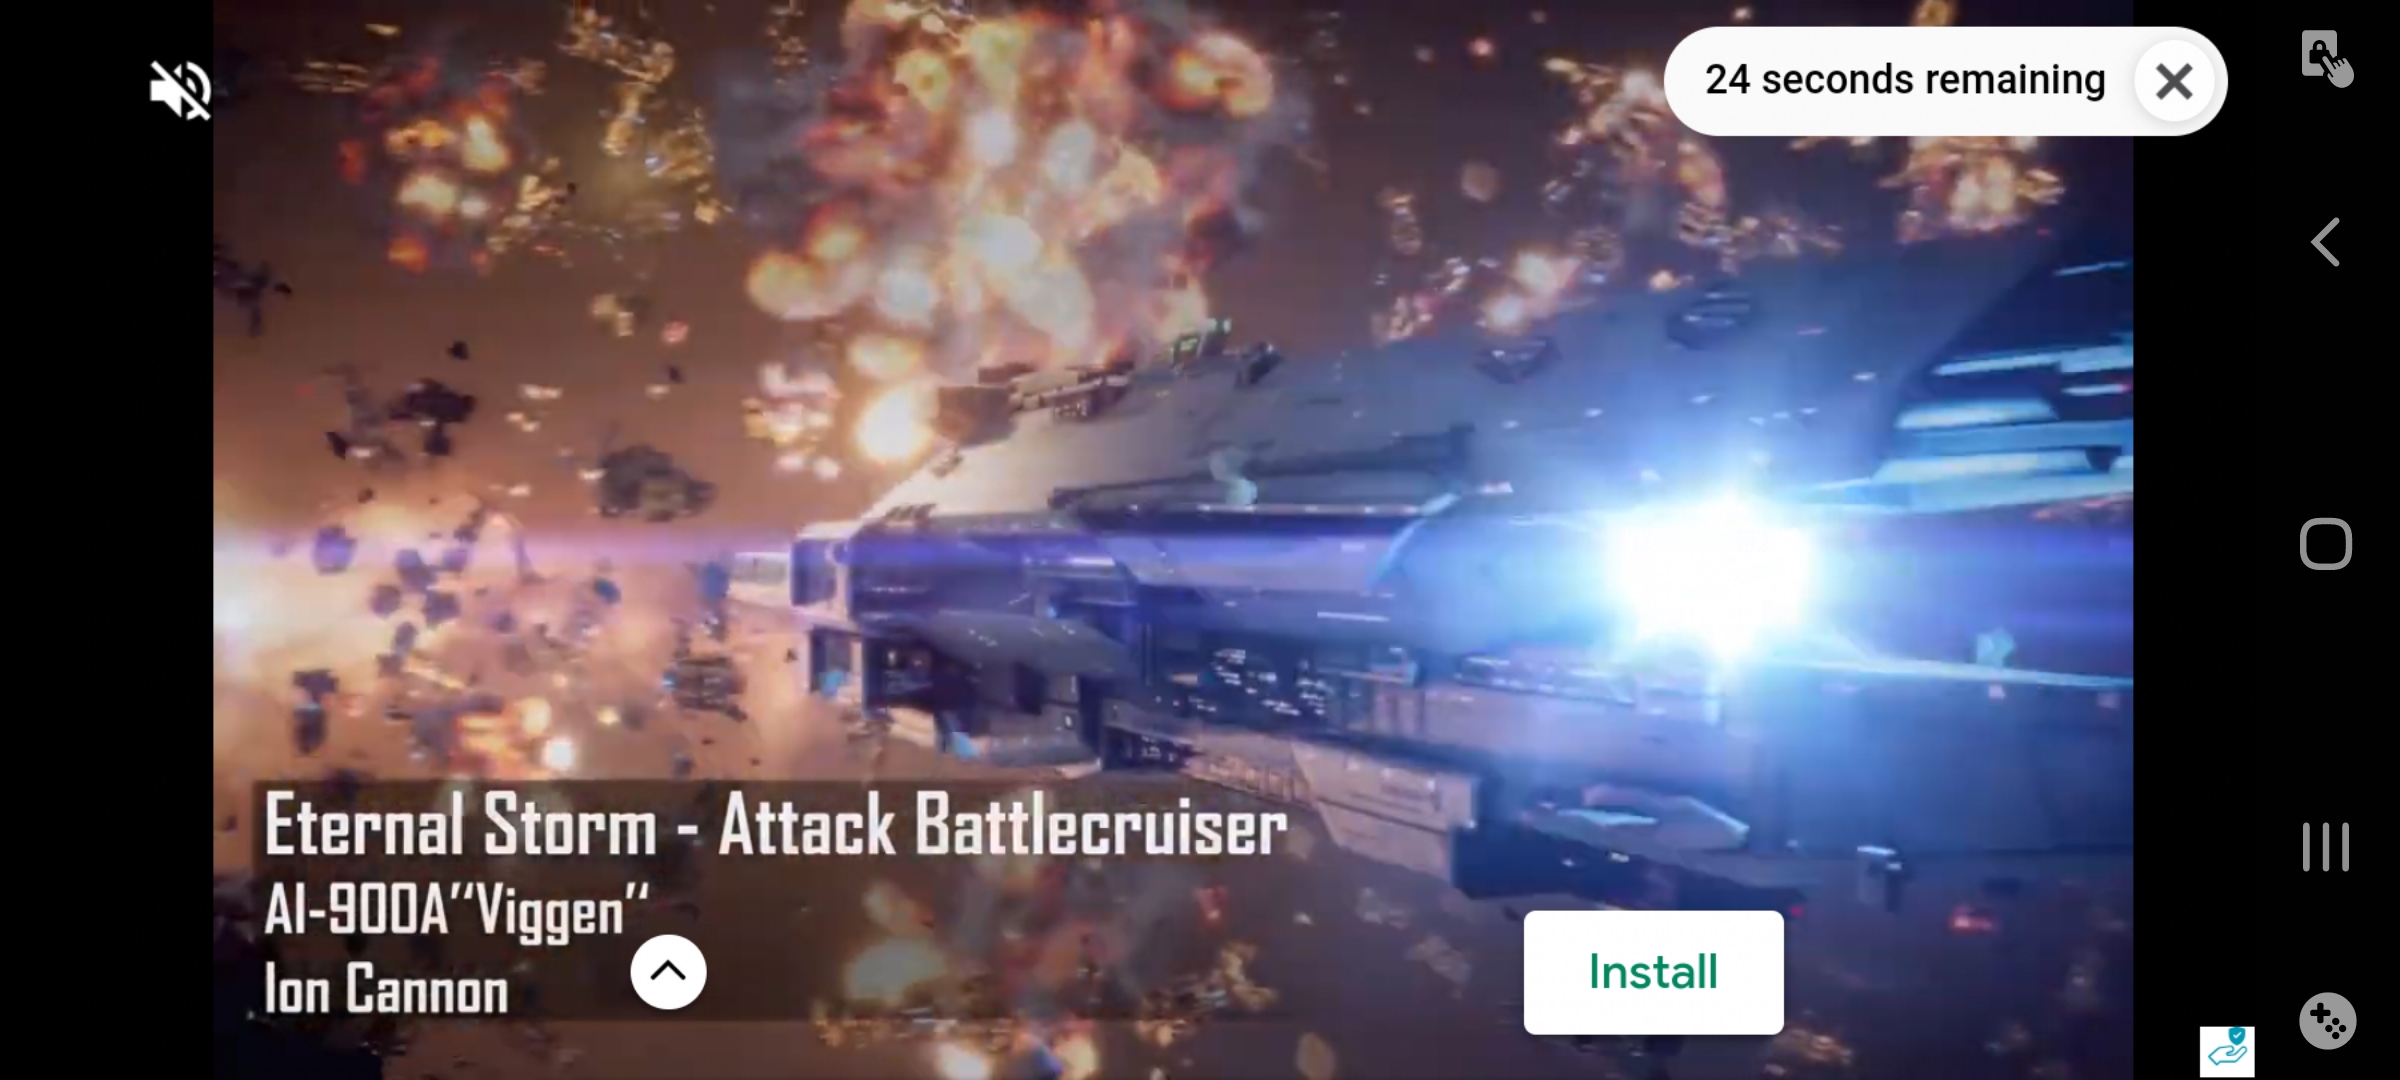 24 seconds remaining
Eternal Storm - Attack Battlecruiser
AI-900A"Viggen"
Ion Cannon
Install